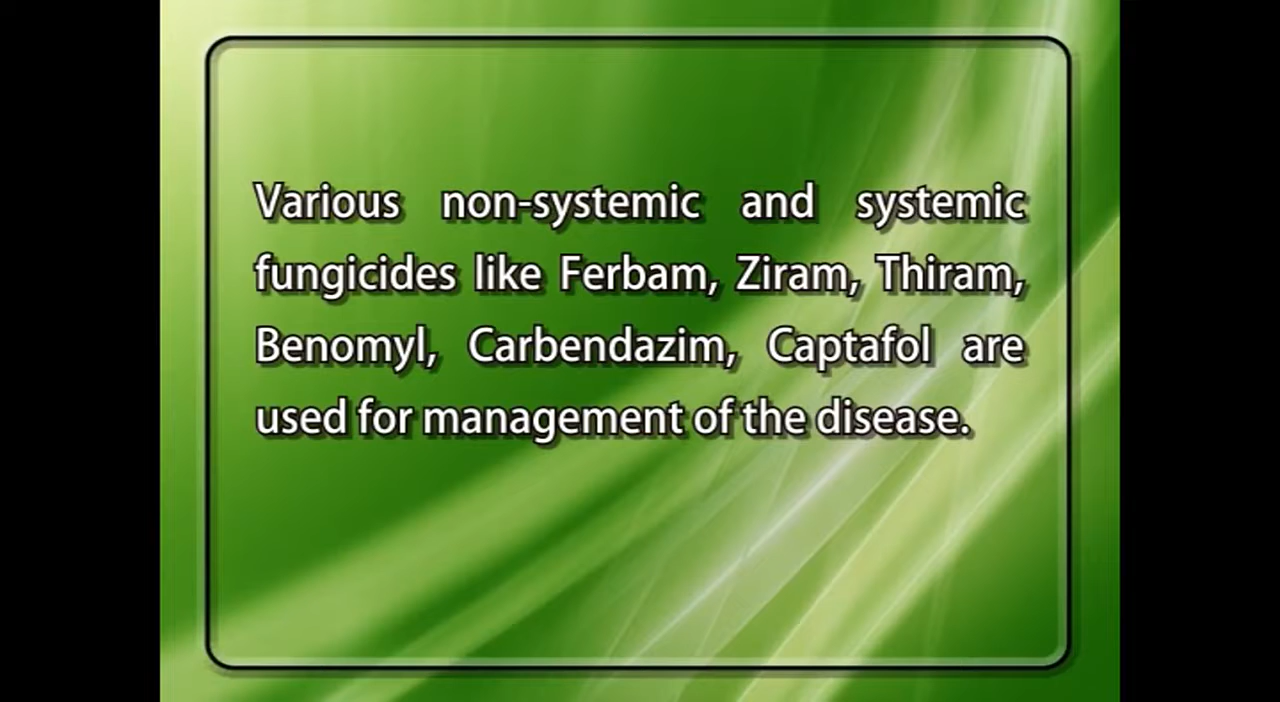 Various non-systemic and systemic
fungicides like Ferbam, Ziram, Thiram,
Benomyl, Carbendazim, Captafol are
used for management of the disease.